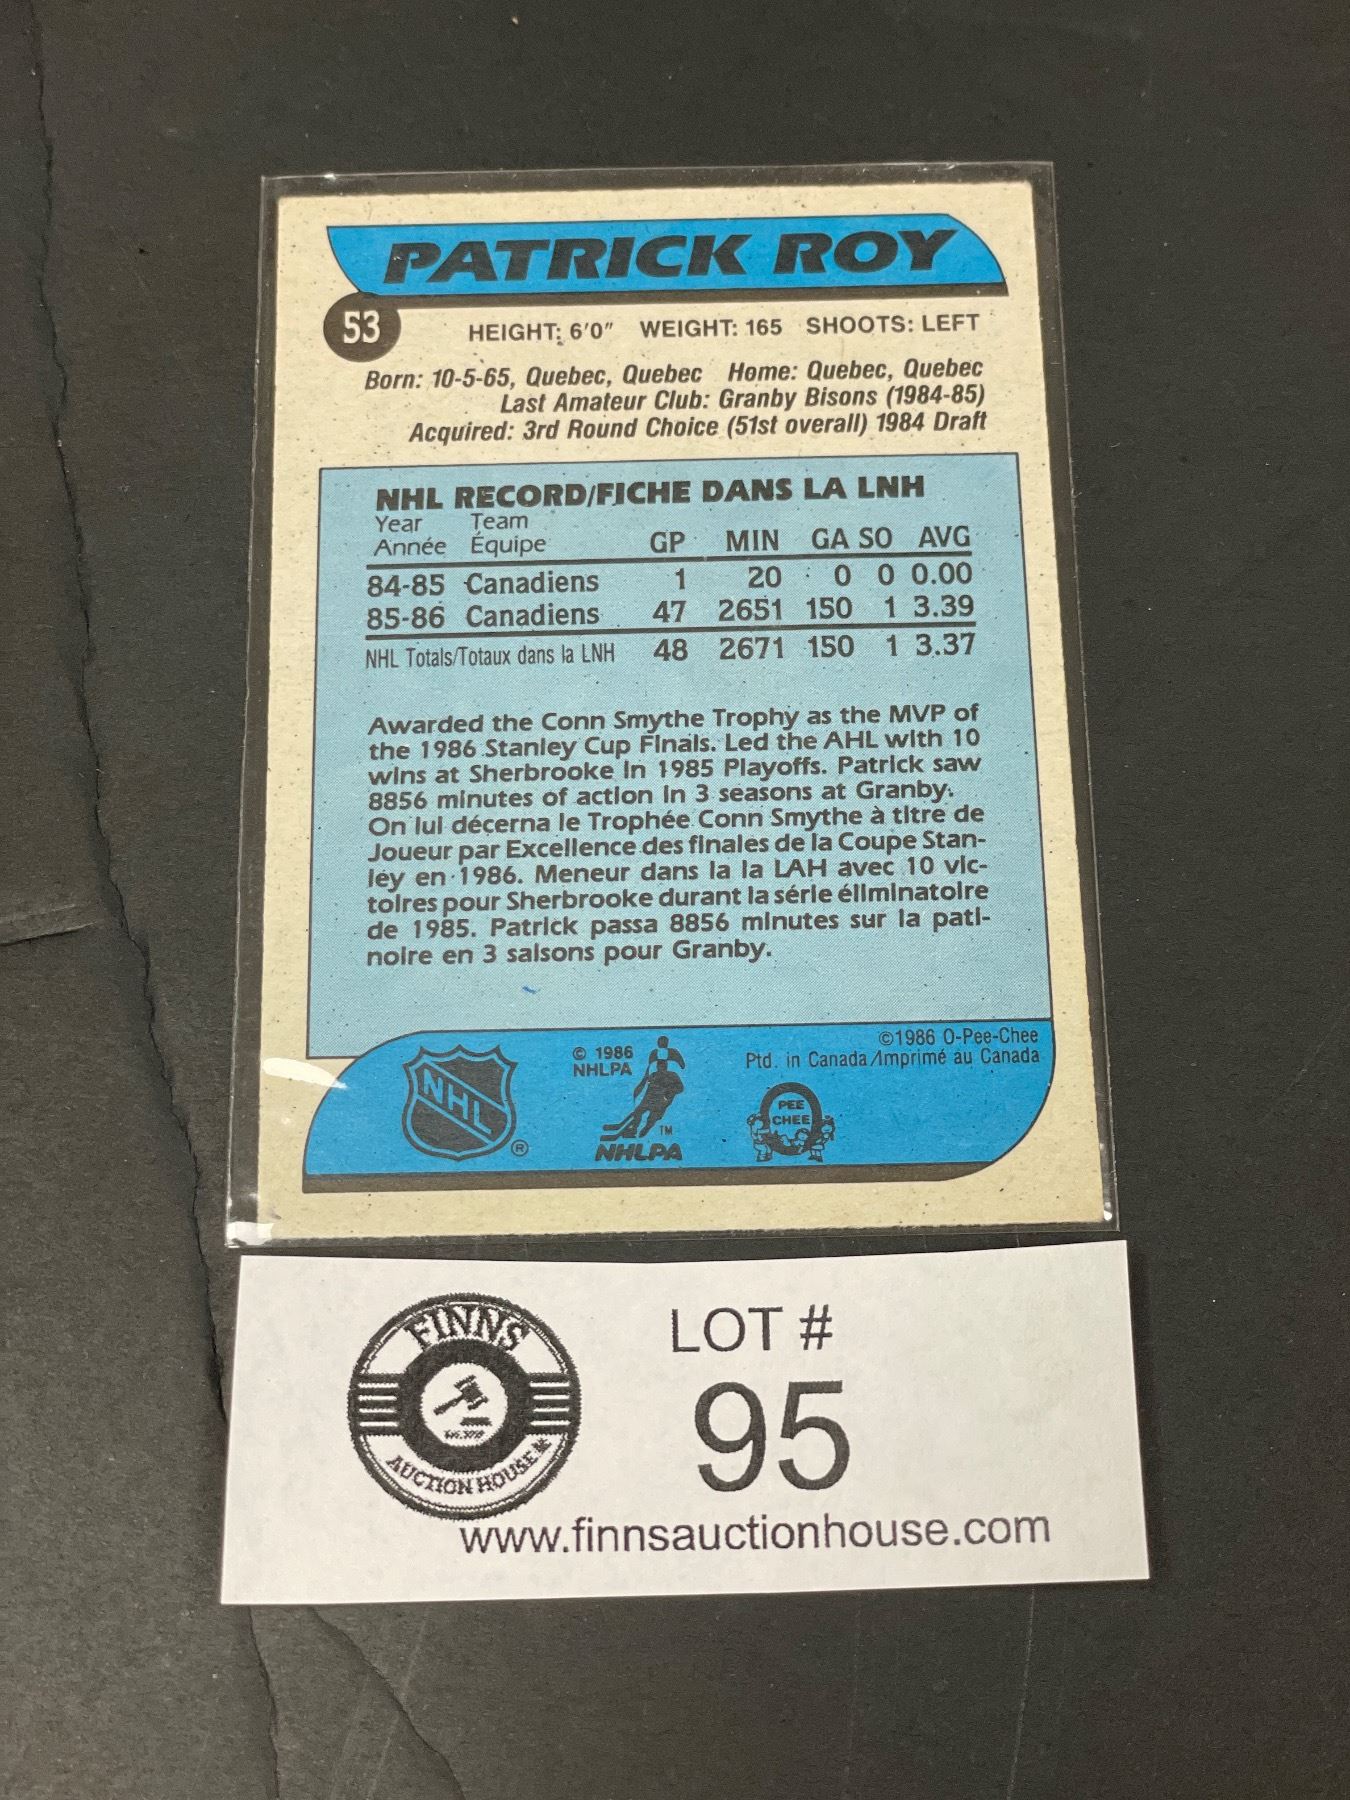 PATRICK ROY
53
HEIGHT: 6'0" WEIGHT: 165 SHOOTS: LEFT
Born: 10-5-65, Quebec, Quebec Home: Quebec, Quebec
Last Amateur Club: Granby Bisons (1984-85)
Acquired: 3rd Round Choice (51st overall) 1984 Draft
NHL RECORD/FICHE DANS LA LNH
Year Team
Année Équipe GP MIN GA SO AVG
84-85 Canadiens 1 20 0 0 0.00
85-86 Canadiens 47 2651 150 1 3.39
NHL Totals/Totaux dans la LNH 48 2671 150 1 3.37
Awarded the Conn Smythe Trophy as the MVP of
the 1986 Stanley Cup Finals. Led the AHL with 10
wins at Sherbrooke in 1985 Playoffs. Patrick saw
8856 minutes of action in 3 seasons at Granby.
On lui décerna le Trophée Conn Smythe à titre de
Joueur par Excellence des finales de la Coupe Stan-
ley en 1986. Meneur dans la la LAH avec 10 vic-
toires pour Sherbrooke durant la série éliminatoire
de 1985. Patrick passa 8856 minutes sur la pati-
noire en 3 saisons pour Granby.
©1986 O-Pee-Chee
Ptd. in Canada/Imprimé au Canada
© 1986
NHLPA
NHL
®
TM
NHLPA
PEE
CHEE
FINNS
AUCTION HOUSE
LOT #
95
www.finnsauctionhouse.com